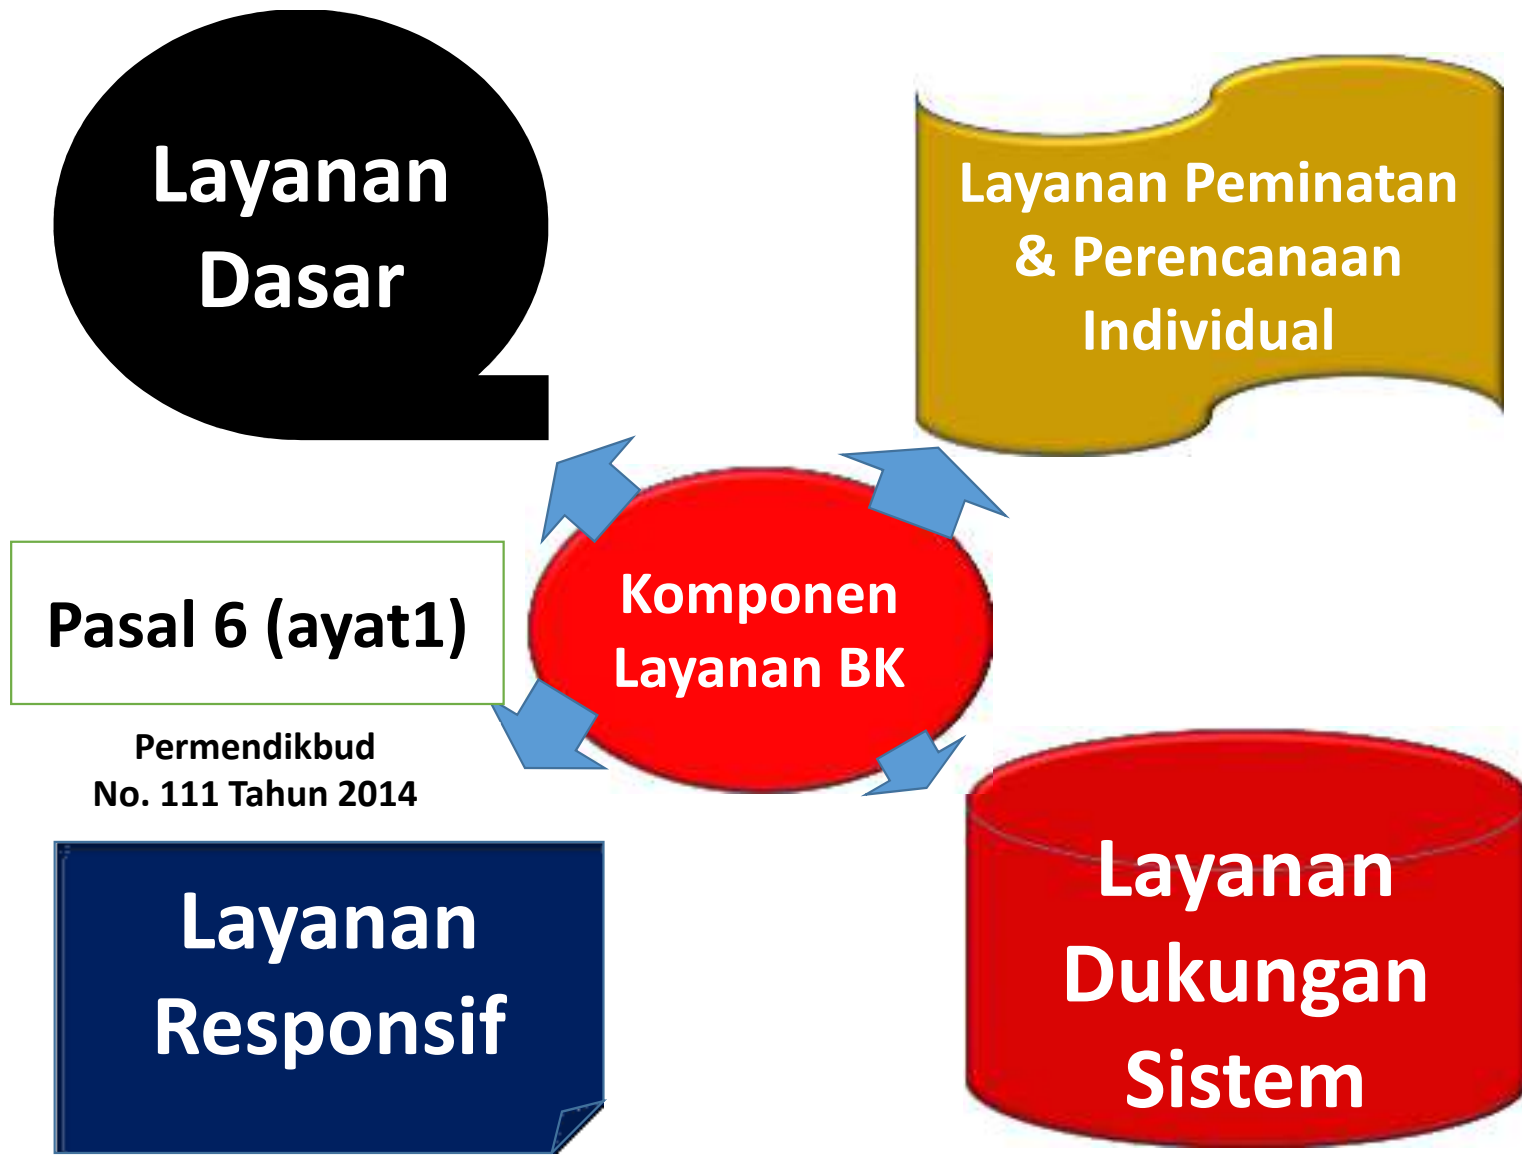 Layanan
Dasar
Layanan Peminatan
& Perencanaan
Individual
Komponen
Layanan BK
Pasal 6 (ayat1)
Permendikbud
No. 111 Tahun 2014
Layanan
Responsif
Layanan
Dukungan
Sistem